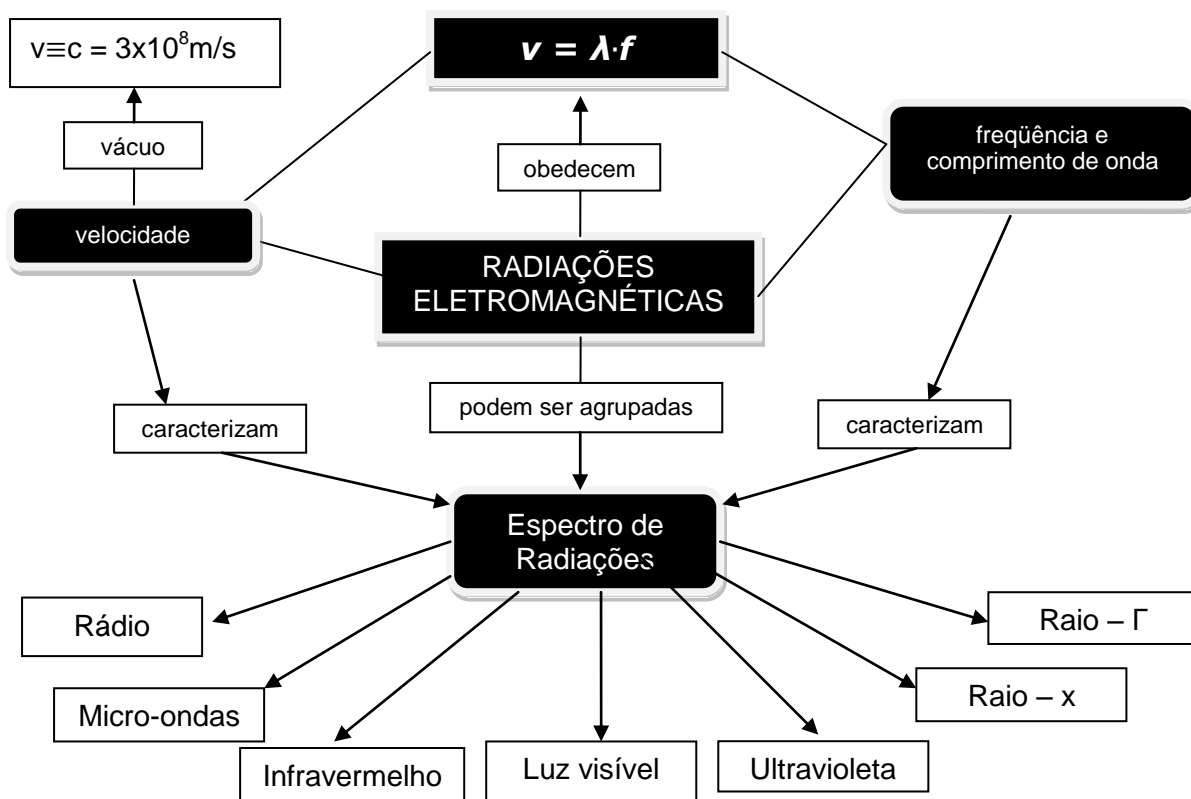 v≡c = 3x10⁸m/s
v = λ·f
vácuo
obedecem
freqüência e
comprimento de onda
velocidade
RADIAÇÕES
ELETROMAGNÉTICAS
caracterizam
podem ser agrupadas
caracterizam
Espectro de
Radiações
Rádio
Raio – Γ
Micro-ondas
Raio – x
Infravermelho
Luz visível
Ultravioleta